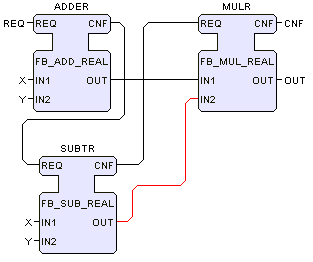 ADDER
MULR
REQ REQ CNF REQ CNF CNF
FB_ADD_REAL
FB_MUL_REAL
X IN1 OUT IN1 OUT OUT
Y IN2 IN2
SUBTR
REQ CNF
FB_SUB_REAL
X IN1 OUT
Y IN2